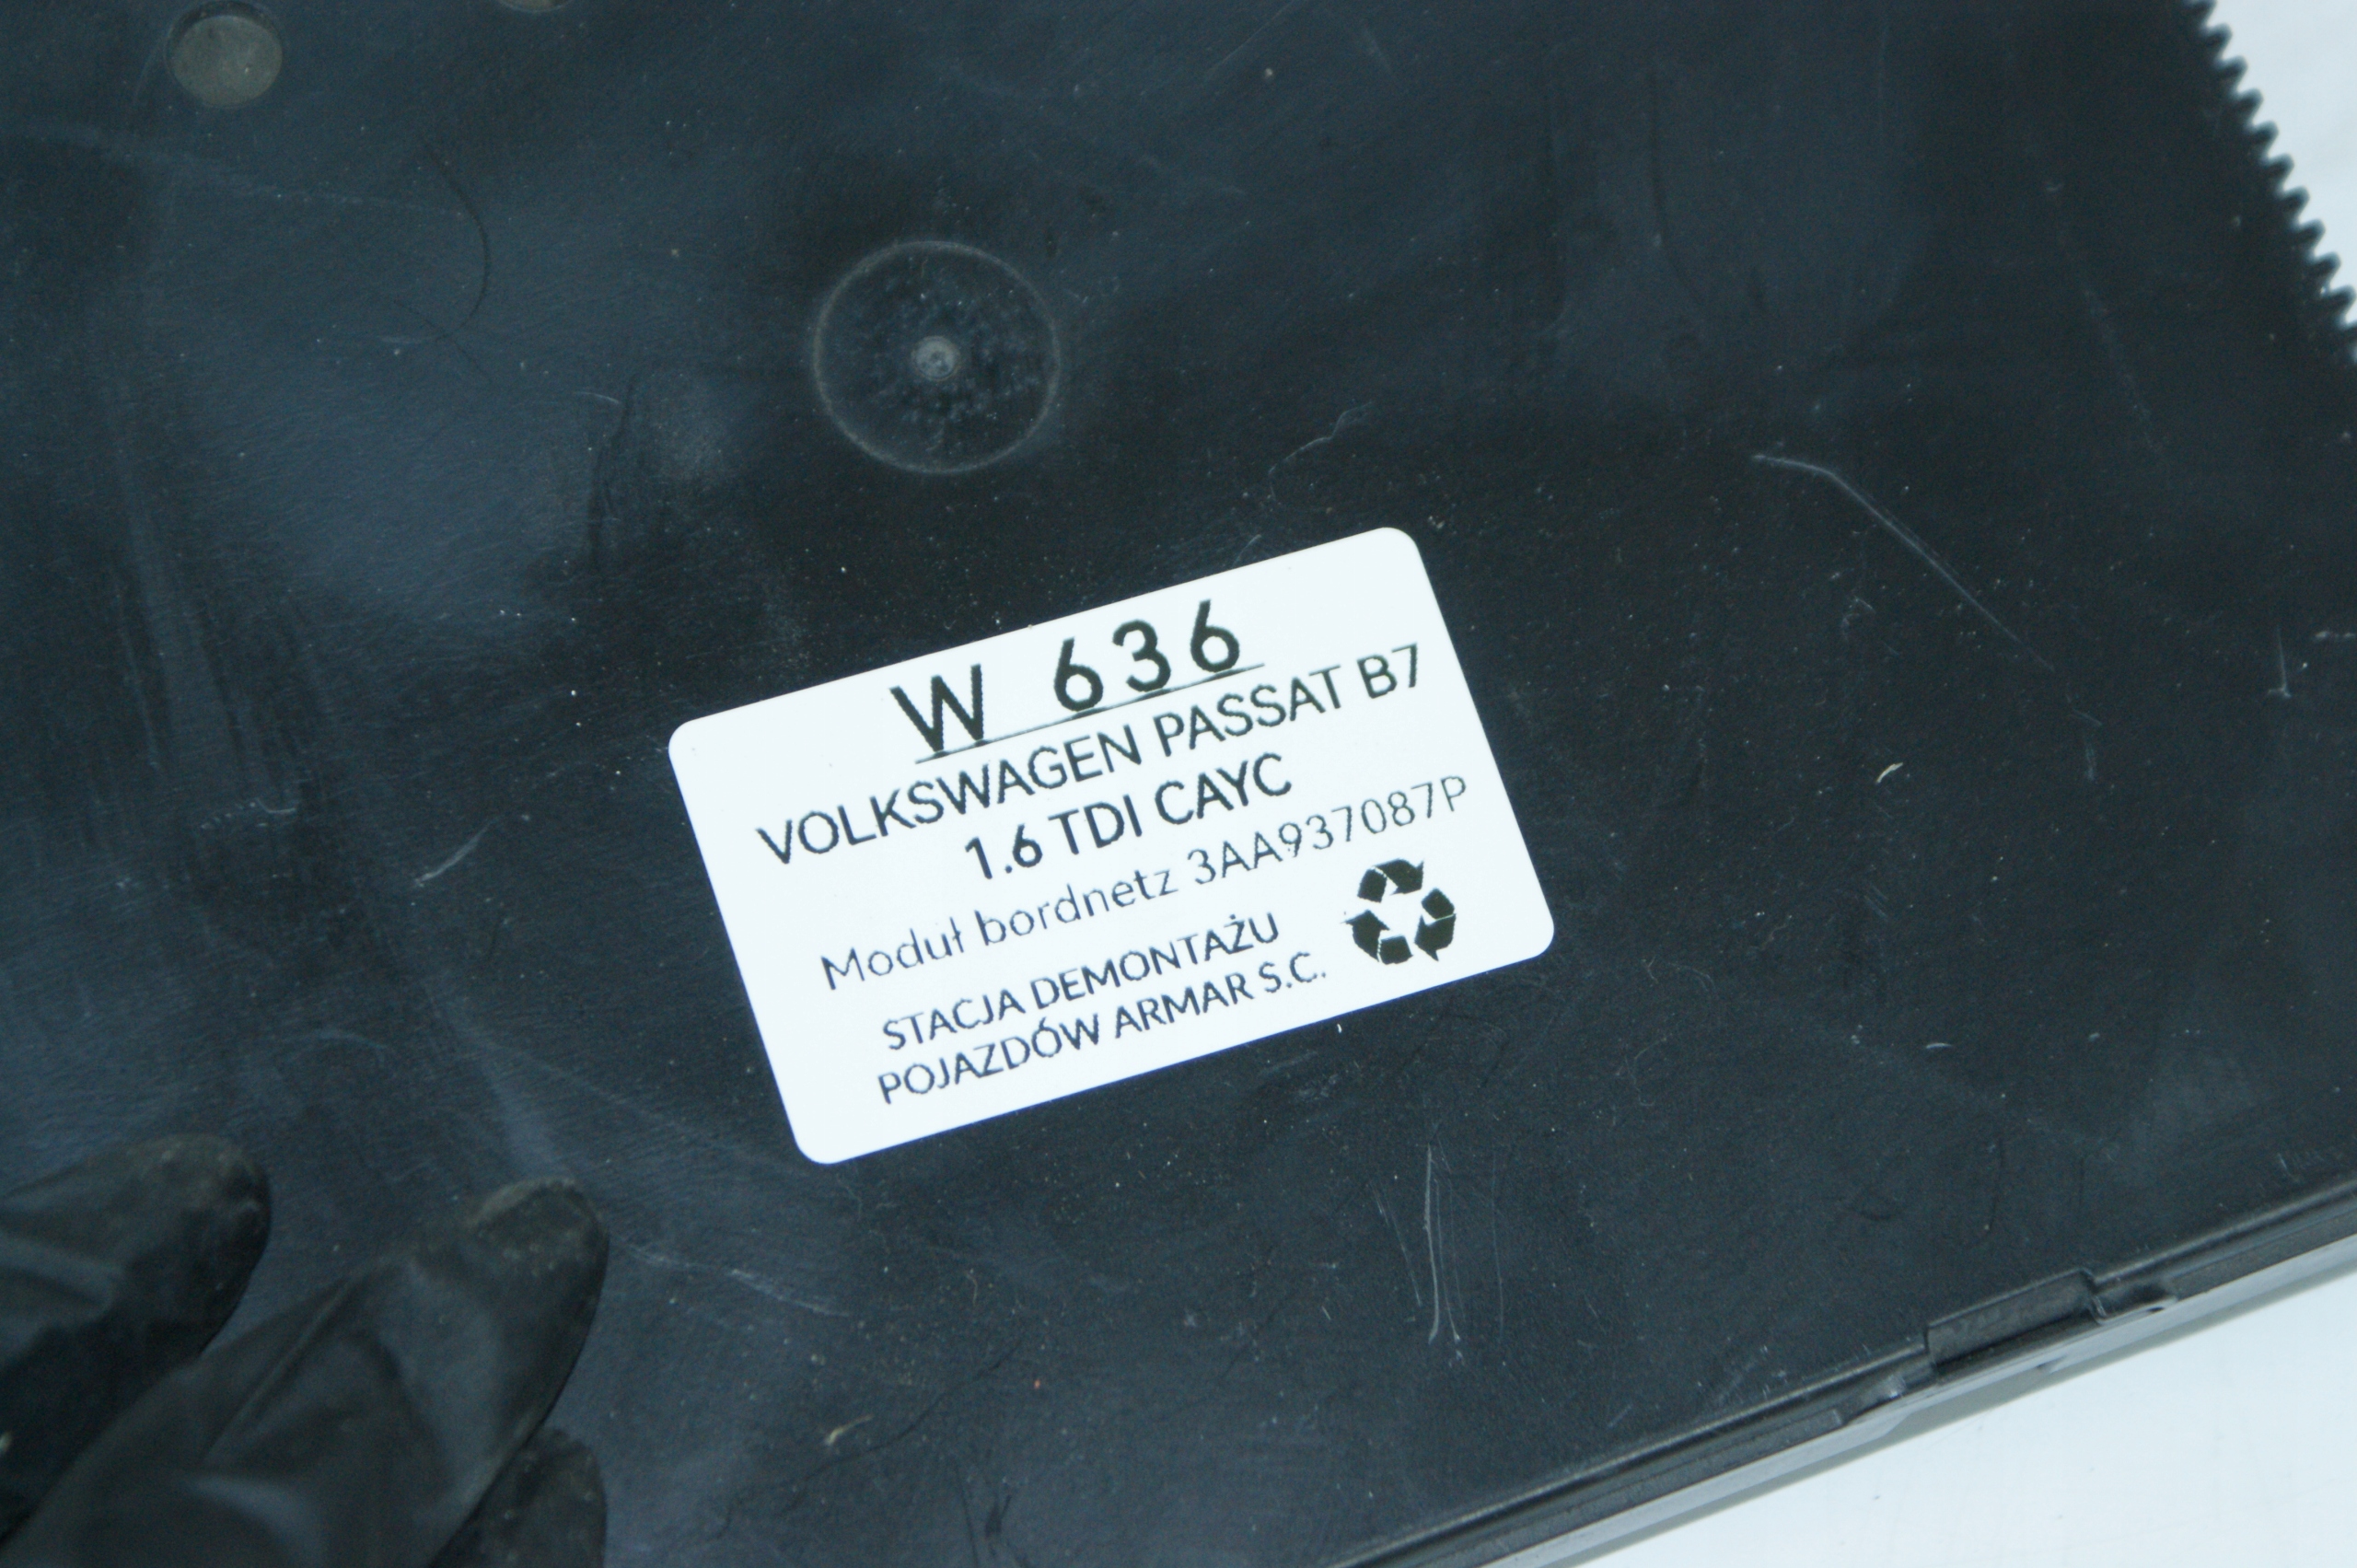 W 636
VOLKSWAGEN PASSAT B7
1.6 TDI CAYC
Moduł bordnetz 3AA937087P
STACJA DEMONTAŻU
POJAZDÓW ARMAR S.C.